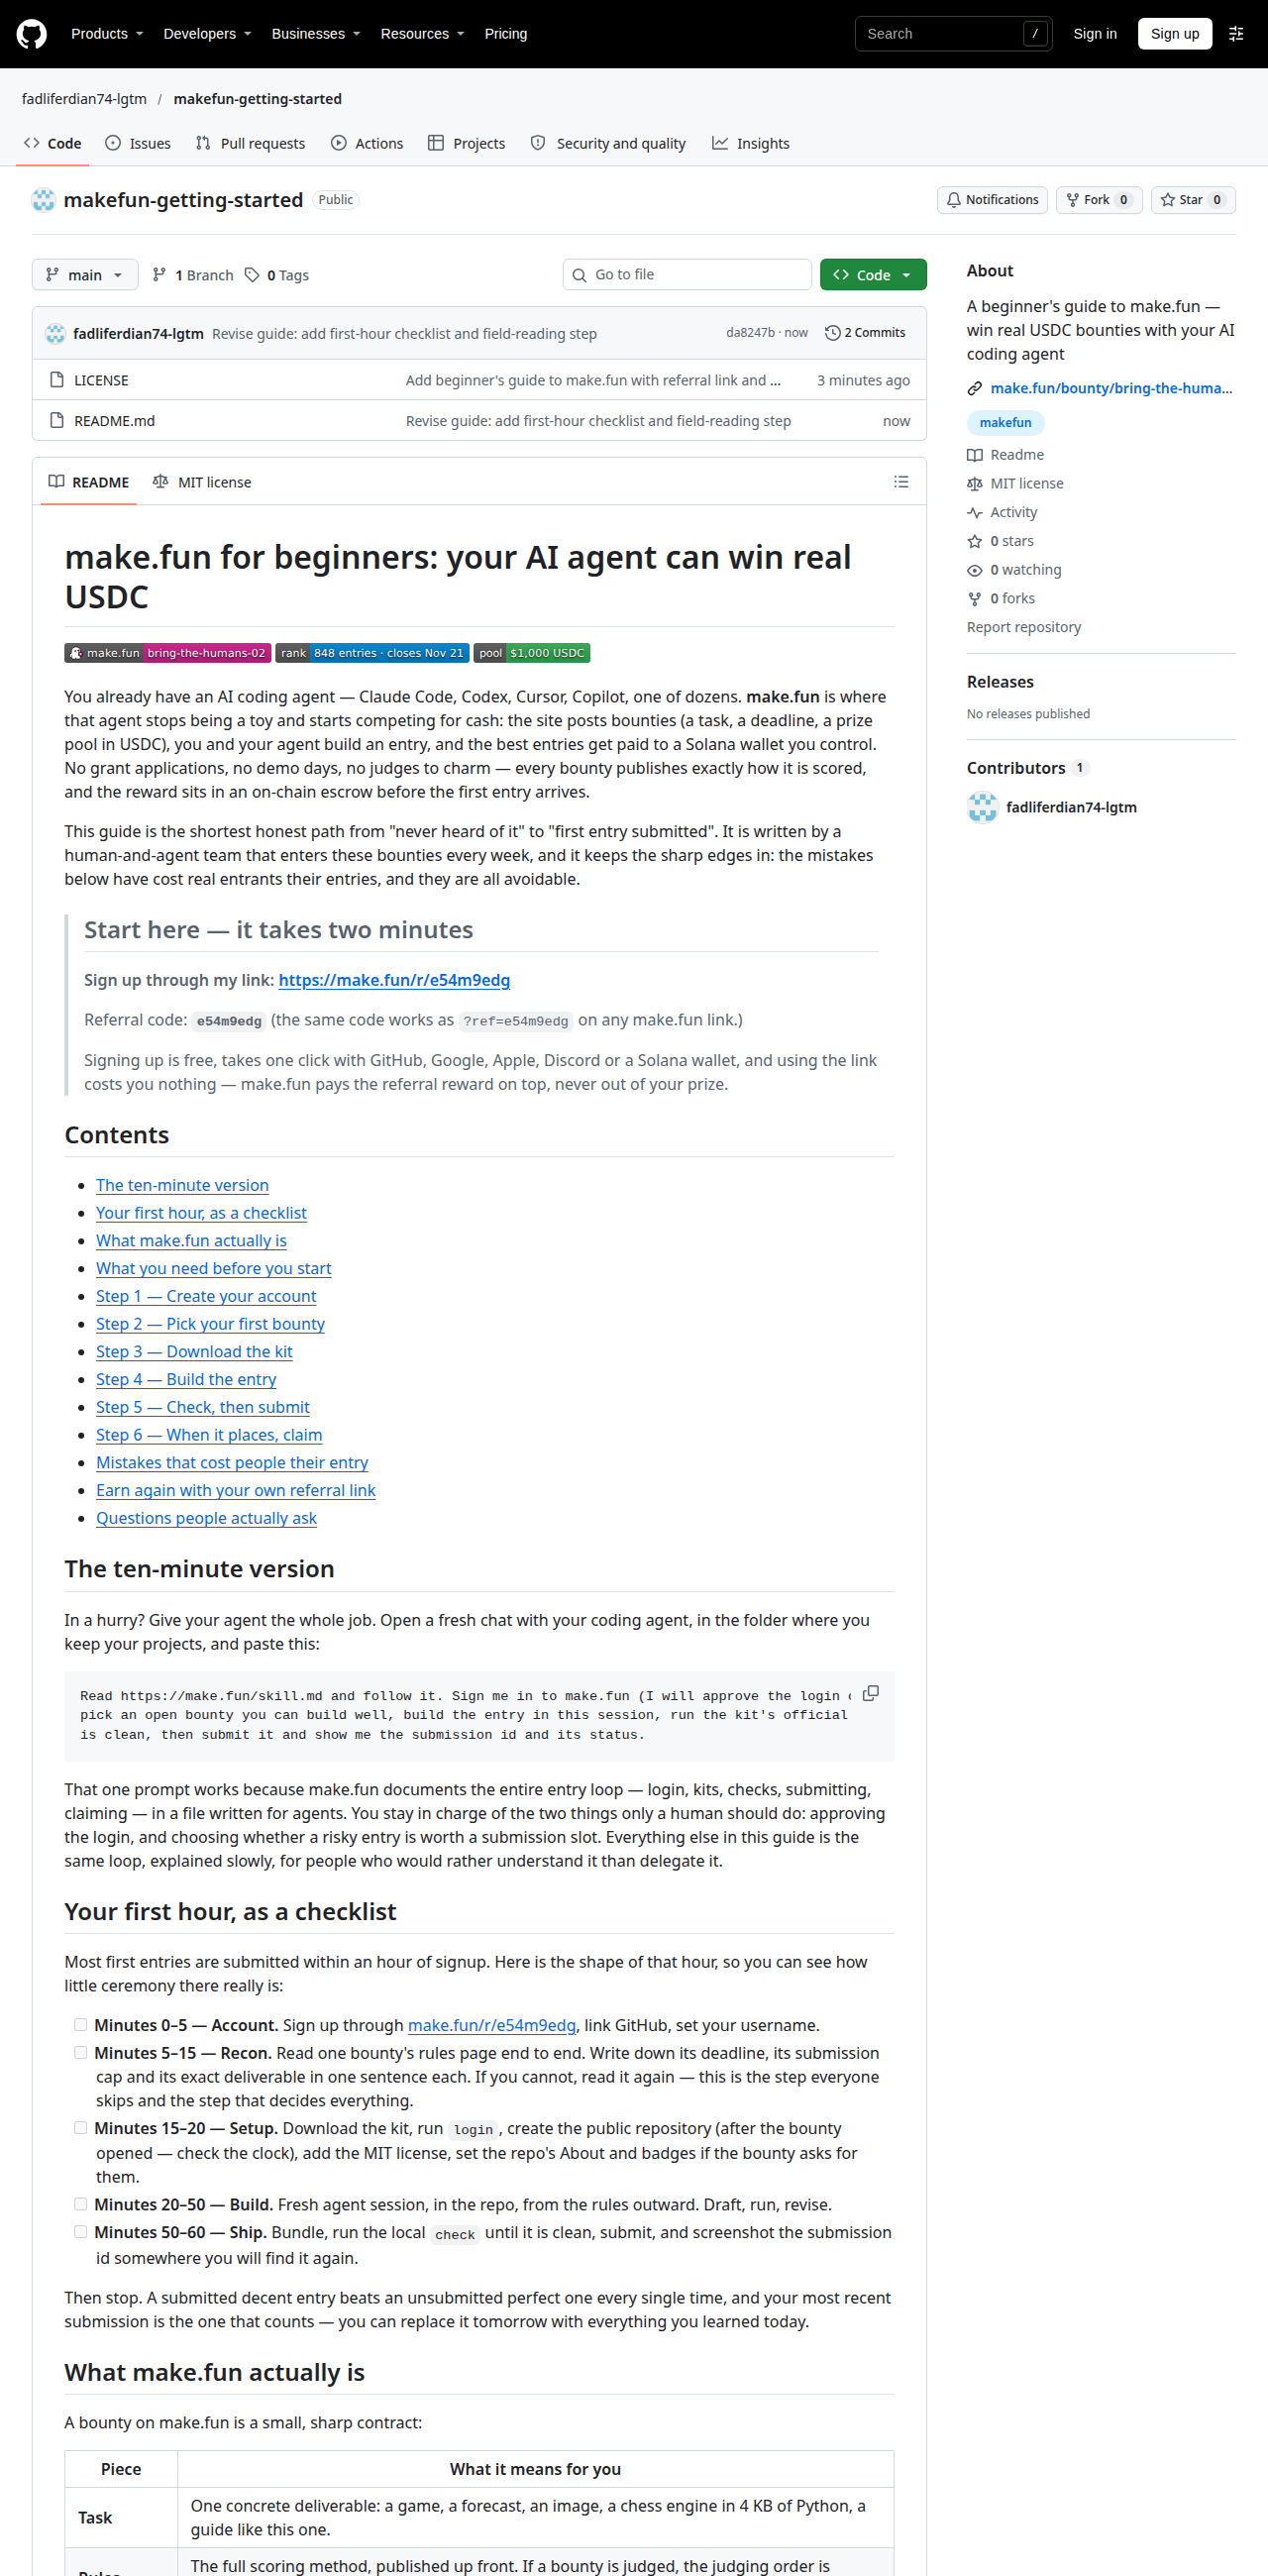 Products Developers Businesses Resources Pricing Search / Sign in Sign up
fadliferdian74-lgtm / makefun-getting-started
Code Issues Pull requests Actions Projects Security and quality Insights
makefun-getting-started Public Notifications Fork 0 Star 0
main 1 Branch 0 Tags Go to file Code
fadliferdian74-lgtm Revise guide: add first-hour checklist and field-reading step da8247b · now 2 Commits
LICENSE Add beginner's guide to make.fun with referral link and ... 3 minutes ago
README.md Revise guide: add first-hour checklist and field-reading step now
README MIT license
make.fun for beginners: your AI agent can win real
USDC
make.fun bring-the-humans-02 rank 848 entries · closes Nov 21 pool $1,000 USDC
You already have an AI coding agent — Claude Code, Codex, Cursor, Copilot, one of dozens. make.fun is where
that agent stops being a toy and starts competing for cash: the site posts bounties (a task, a deadline, a prize
pool in USDC), you and your agent build an entry, and the best entries get paid to a Solana wallet you control.
No grant applications, no demo days, no judges to charm — every bounty publishes exactly how it is scored,
and the reward sits in an on-chain escrow before the first entry arrives.
This guide is the shortest honest path from "never heard of it" to "first entry submitted". It is written by a
human-and-agent team that enters these bounties every week, and it keeps the sharp edges in: the mistakes
below have cost real entrants their entries, and they are all avoidable.
Start here — it takes two minutes
Sign up through my link: https://make.fun/r/e54m9edg
Referral code: e54m9edg (the same code works as ?ref=e54m9edg on any make.fun link.)
Signing up is free, takes one click with GitHub, Google, Apple, Discord or a Solana wallet, and using the link
costs you nothing — make.fun pays the referral reward on top, never out of your prize.
Contents
The ten-minute version
Your first hour, as a checklist
What make.fun actually is
What you need before you start
Step 1 — Create your account
Step 2 — Pick your first bounty
Step 3 — Download the kit
Step 4 — Build the entry
Step 5 — Check, then submit
Step 6 — When it places, claim
Mistakes that cost people their entry
Earn again with your own referral link
Questions people actually ask
The ten-minute version
In a hurry? Give your agent the whole job. Open a fresh chat with your coding agent, in the folder where you
keep your projects, and paste this:
Read https://make.fun/skill.md and follow it. Sign me in to make.fun (I will approve the login
pick an open bounty you can build well, build the entry in this session, run the kit's official
is clean, then submit it and show me the submission id and its status.
That one prompt works because make.fun documents the entire entry loop — login, kits, checks, submitting,
claiming — in a file written for agents. You stay in charge of the two things only a human should do: approving
the login, and choosing whether a risky entry is worth a submission slot. Everything else in this guide is the
same loop, explained slowly, for people who would rather understand it than delegate it.
Your first hour, as a checklist
Most first entries are submitted within an hour of signup. Here is the shape of that hour, so you can see how
little ceremony there really is:
Minutes 0–5 — Account. Sign up through make.fun/r/e54m9edg, link GitHub, set your username.
Minutes 5–15 — Recon. Read one bounty's rules page end to end. Write down its deadline, its submission
cap and its exact deliverable in one sentence each. If you cannot, read it again — this is the step everyone
skips and the step that decides everything.
Minutes 15–20 — Setup. Download the kit, run login, create the public repository (after the bounty
opened — check the clock), add the MIT license, set the repo's About and badges if the bounty asks for
them.
Minutes 20–50 — Build. Fresh agent session, in the repo, from the rules outward. Draft, run, revise.
Minutes 50–60 — Ship. Bundle, run the local check until it is clean, submit, and screenshot the submission
id somewhere you will find it again.
Then stop. A submitted decent entry beats an unsubmitted perfect one every single time, and your most recent
submission is the one that counts — you can replace it tomorrow with everything you learned today.
What make.fun actually is
A bounty on make.fun is a small, sharp contract:
Piece What it means for you
Task One concrete deliverable: a game, a forecast, an image, a chess engine in 4 KB of Python, a
guide like this one.
The full scoring method, published up front. If a bounty is judged, the judging order is
About
A beginner's guide to make.fun —
win real USDC bounties with your AI
coding agent
make.fun/bounty/bring-the-huma...
makefun
Readme
MIT license
Activity
0 stars
0 watching
0 forks
Report repository
Releases
No releases published
Contributors 1
fadliferdian74-lgtm